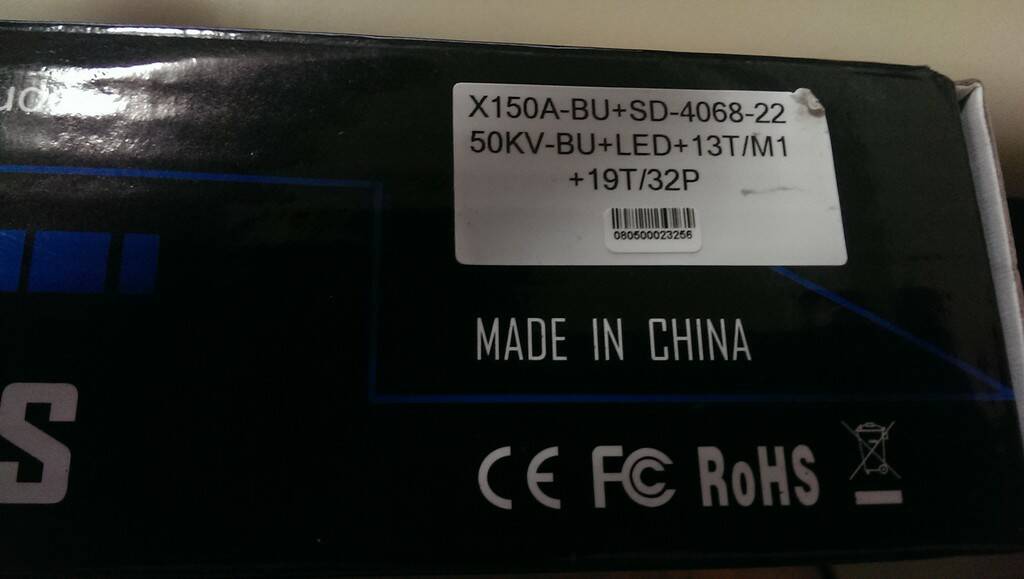 X150A-BU+SD-4068-22
50KV-BU+LED+13T/M1
+19T/32P
080500023256
MADE IN CHINA
CE FC RoHS
S